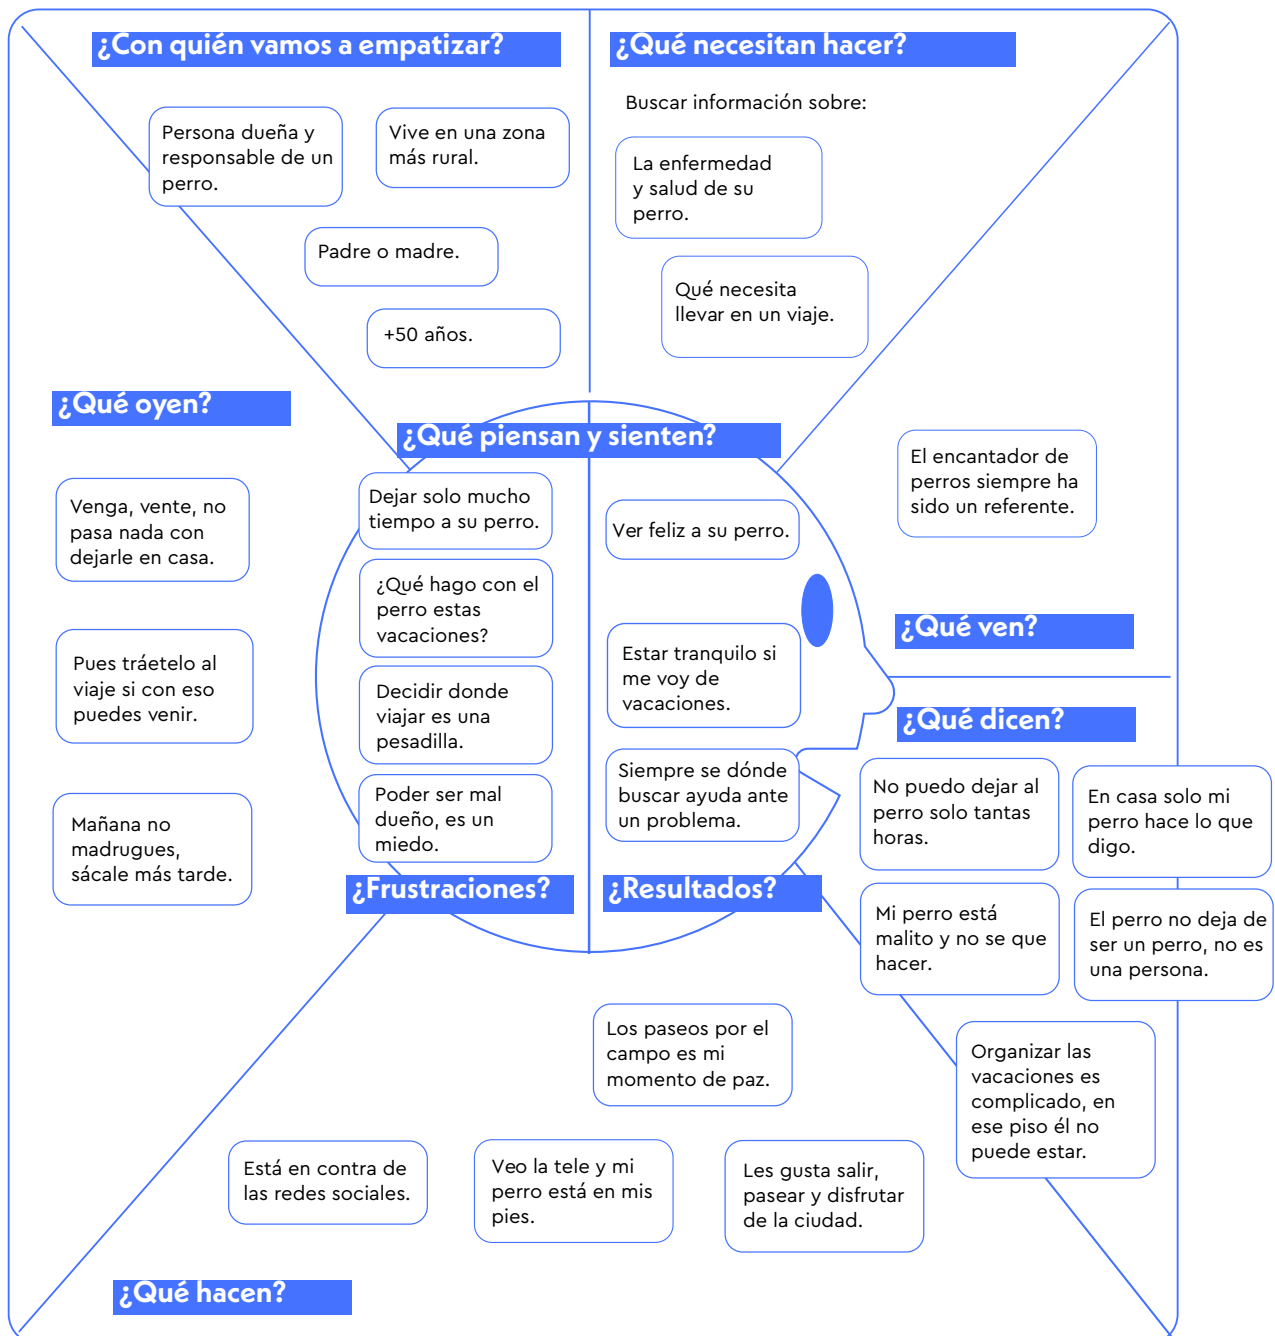 ¿Con quién vamos a empatizar?
Persona dueña y
responsable de un
perro.
Vive en una zona
más rural.
Padre o madre.
+50 años.
¿Qué necesitan hacer?
Buscar información sobre:
La enfermedad
y salud de su
perro.
Qué necesita
llevar en un viaje.
¿Qué oyen?
Venga, vente, no
pasa nada con
dejarle en casa.
Pues tráetelo al
viaje si con eso
puedes venir.
Mañana no
madrugues,
sácale más tarde.
¿Qué piensan y sienten?
Dejar solo mucho
tiempo a su perro.
¿Qué hago con el
perro estas
vacaciones?
Decidir donde
viajar es una
pesadilla.
Poder ser mal
dueño, es un
miedo.
¿Frustraciones?
Ver feliz a su perro.
Estar tranquilo si
me voy de
vacaciones.
Siempre se dónde
buscar ayuda ante
un problema.
¿Resultados?
El encantador de
perros siempre ha
sido un referente.
¿Qué ven?
¿Qué dicen?
No puedo dejar al
perro solo tantas
horas.
En casa solo mi
perro hace lo que
digo.
Mi perro está
malito y no se que
hacer.
El perro no deja de
ser un perro, no es
una persona.
Organizar las
vacaciones es
complicado, en
ese piso él no
puede estar.
Los paseos por el
campo es mi
momento de paz.
Está en contra de
las redes sociales.
Veo la tele y mi
perro está en mis
pies.
Les gusta salir,
pasear y disfrutar
de la ciudad.
¿Qué hacen?